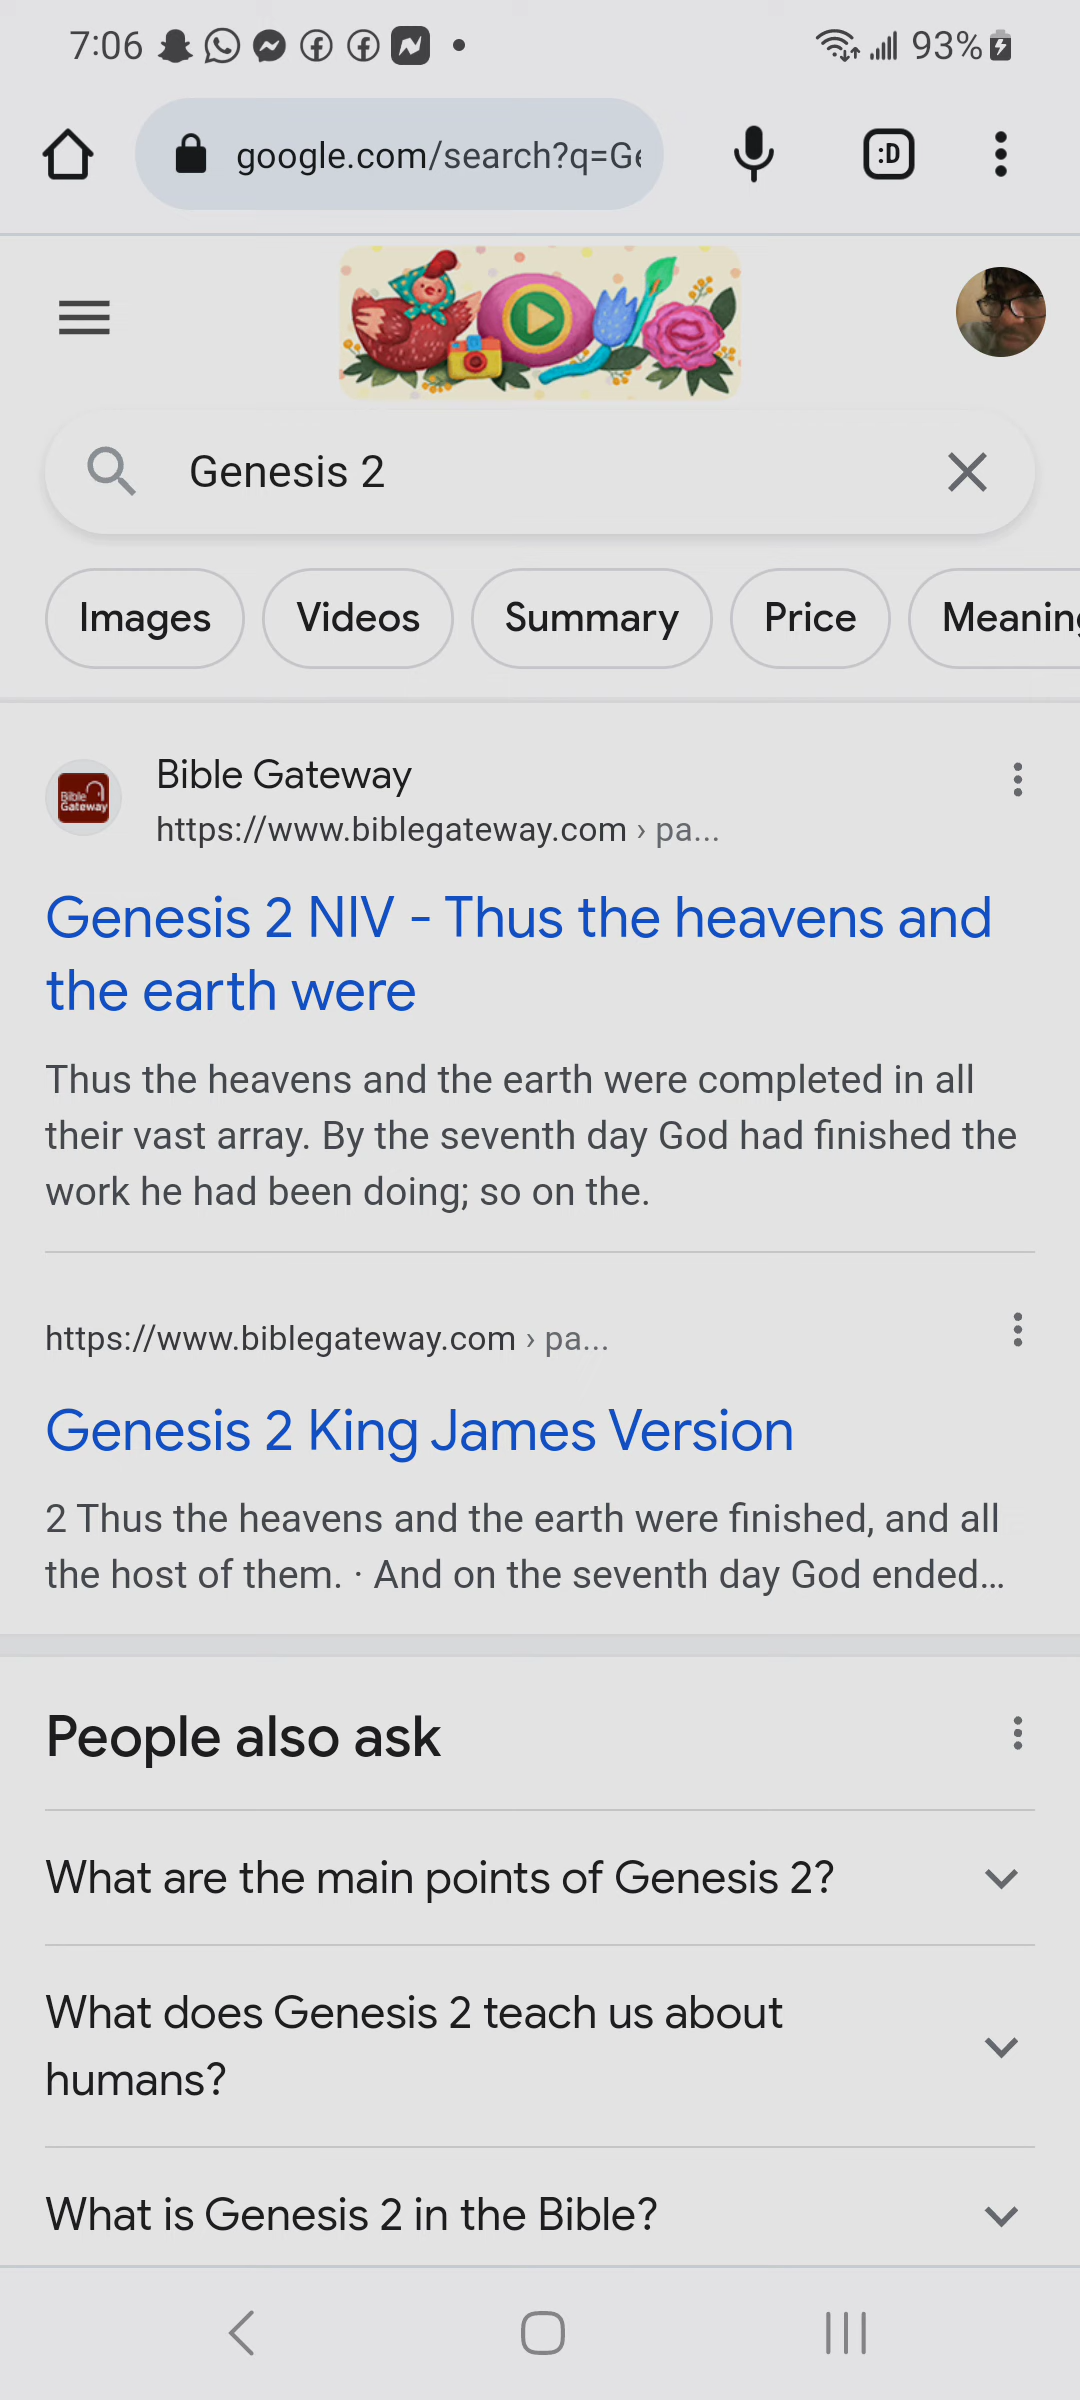 7:06
93%
google.com/search?q=Ge
:D
Genesis 2
Images Videos Summary Price Meaning
Bible Gateway
Bible
Gateway
https://www.biblegateway.com › pa...
Genesis 2 NIV - Thus the heavens and
the earth were
Thus the heavens and the earth were completed in all
their vast array. By the seventh day God had finished the
work he had been doing; so on the.
https://www.biblegateway.com › pa...
Genesis 2 King James Version
2 Thus the heavens and the earth were finished, and all
the host of them. · And on the seventh day God ended...
People also ask
What are the main points of Genesis 2?
What does Genesis 2 teach us about
humans?
What is Genesis 2 in the Bible?